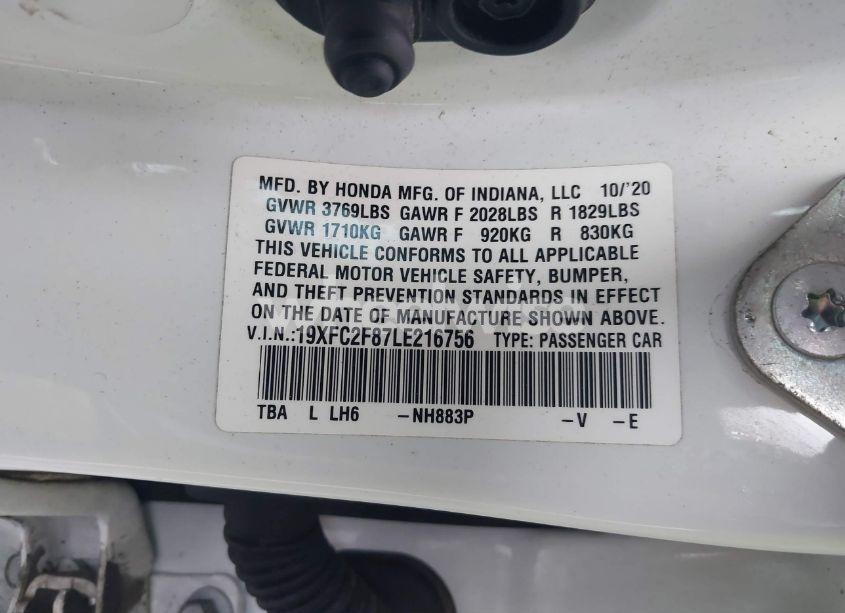 MFD. BY HONDA MFG. OF INDIANA, LLC 10/'20
GVWR 3769LBS GAWR F 2028LBS R 1829LBS
GVWR 1710KG GAWR F 920KG R 830KG
THIS VEHICLE CONFORMS TO ALL APPLICABLE
FEDERAL MOTOR VEHICLE SAFETY, BUMPER,
AND THEFT PREVENTION STANDARDS IN EFFECT
ON THE DATE OF MANUFACTURE SHOWN ABOVE.
V.I.N.:19XFC2F87LE216756 TYPE: PASSENGER CAR
TBA L LH6 -NH883P -V -E